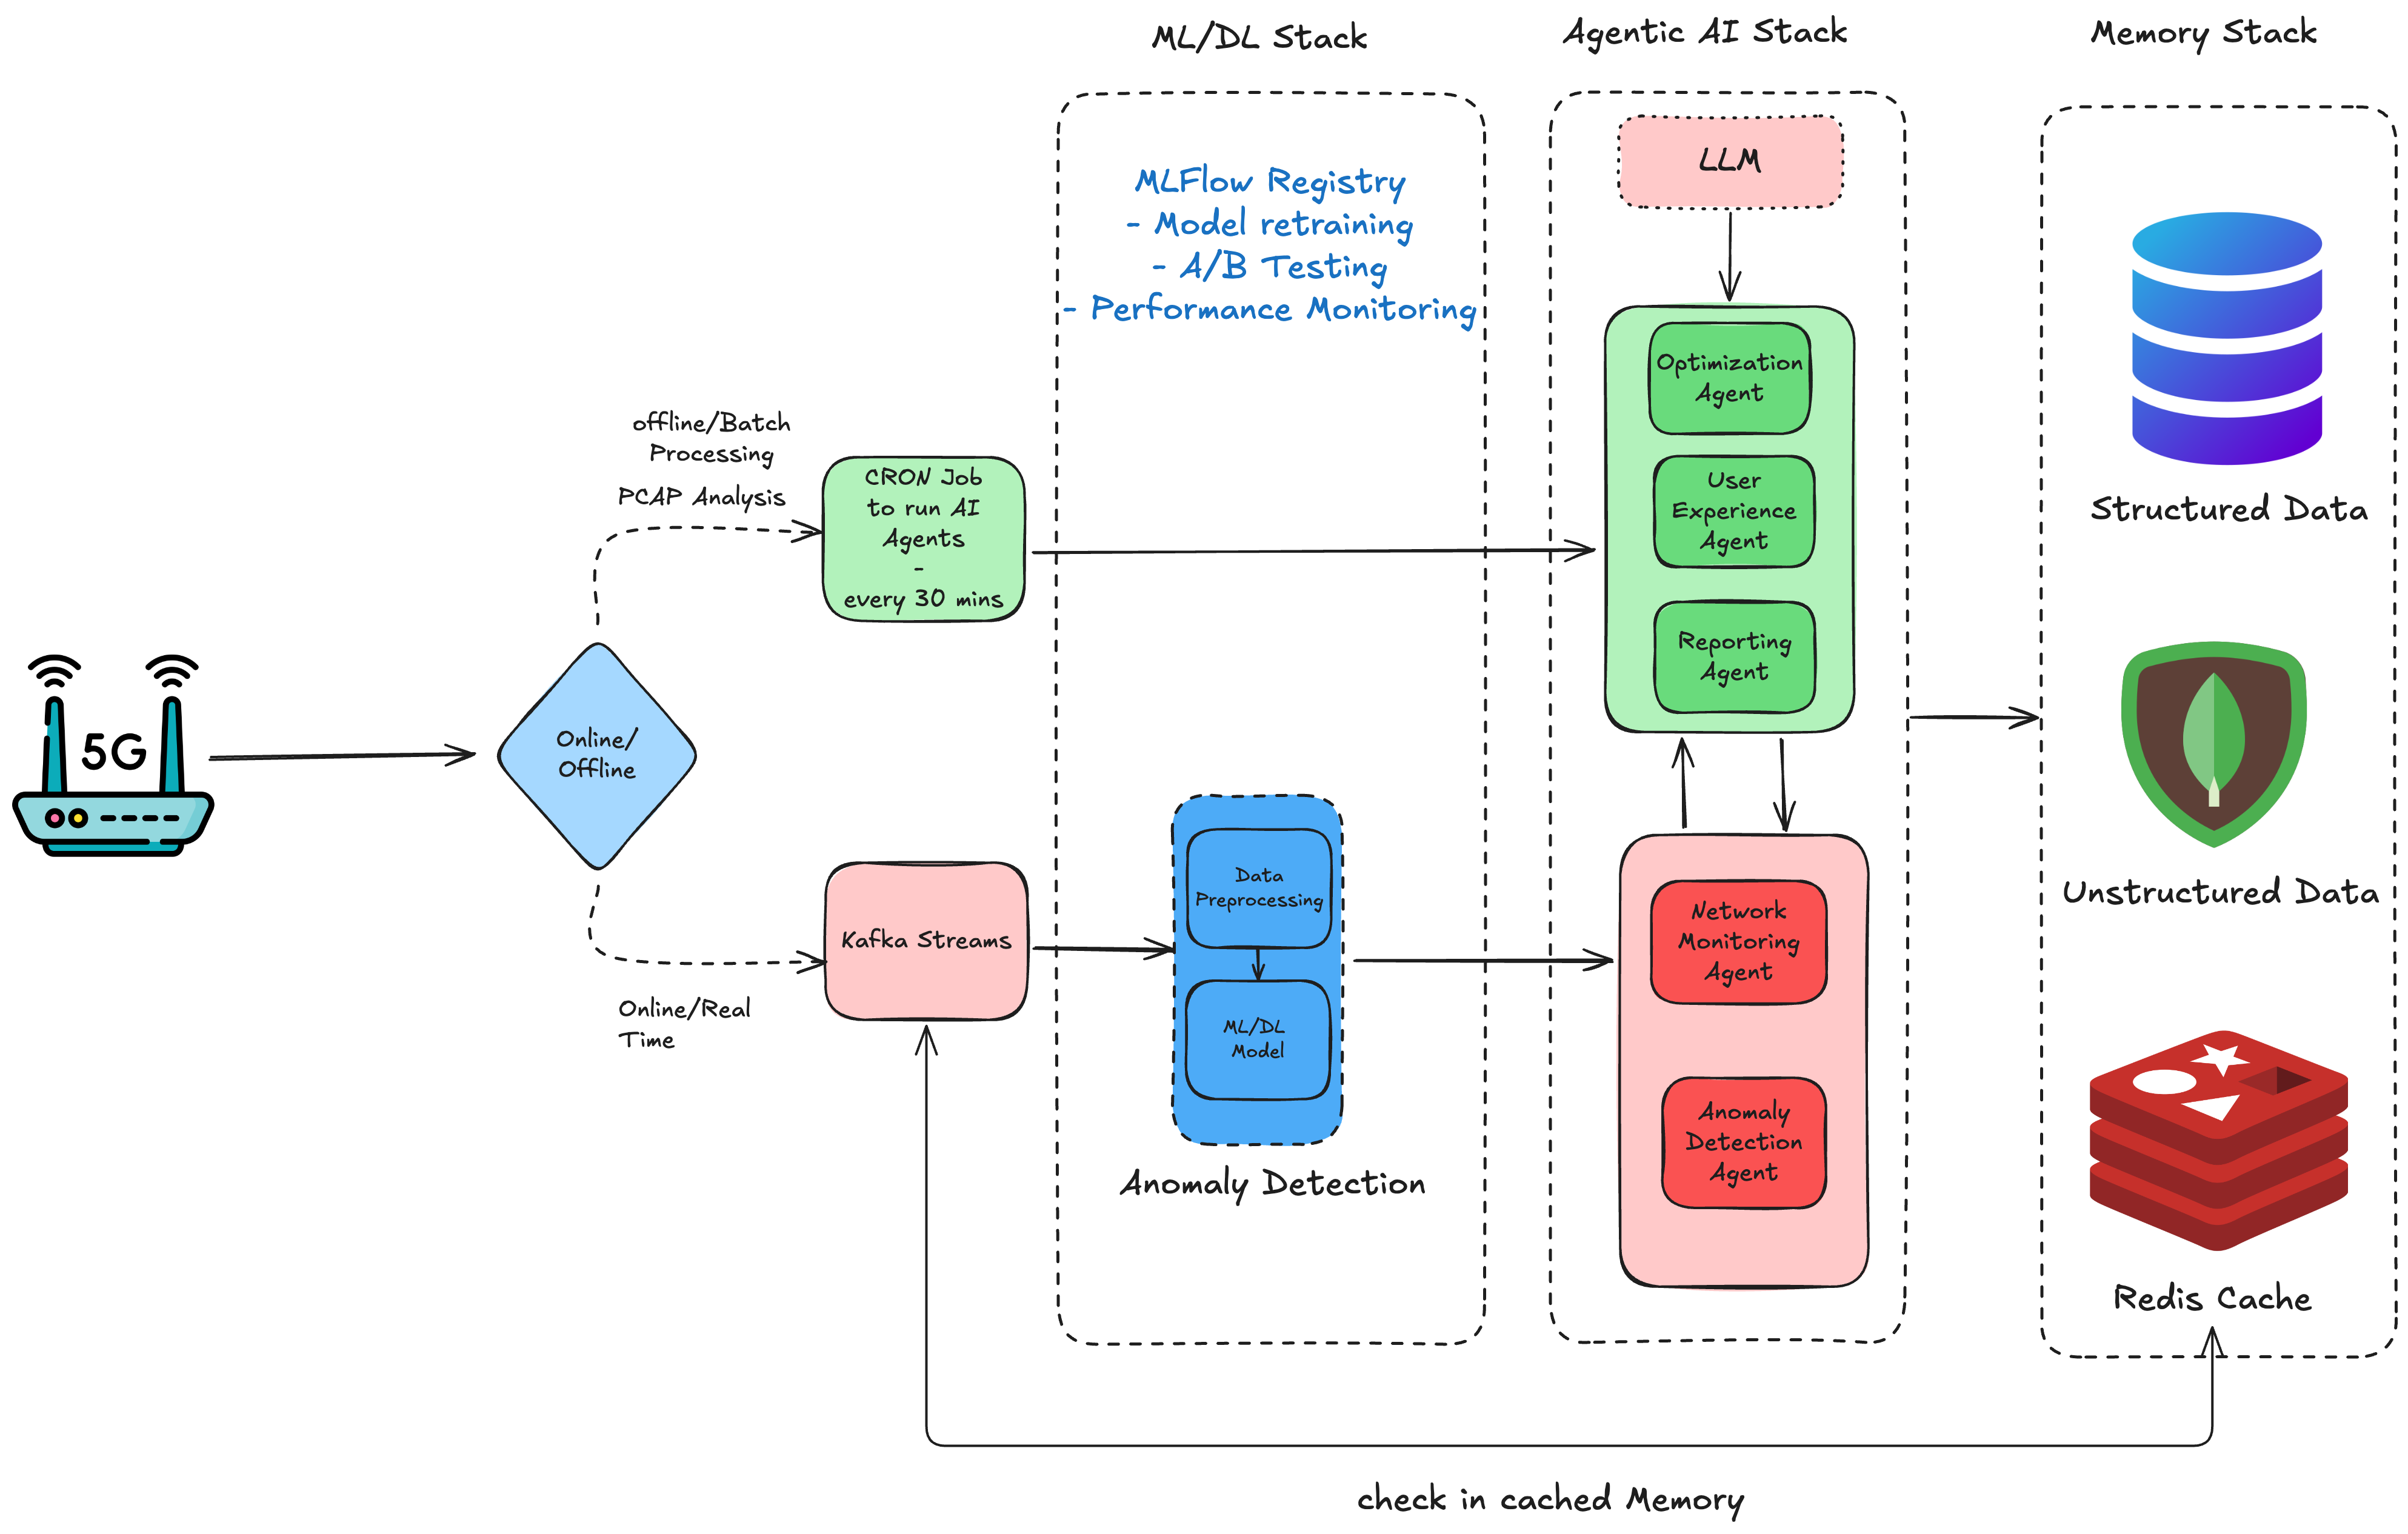 ML/DL Stack
Agentic AI Stack
Memory Stack
MLFlow Registry
- Model retraining
- A/B Testing
- Performance Monitoring
LLM
Optimization
Agent
User
Experience
Agent
Reporting
Agent
offline/Batch
Processing
PCAP Analysis
CRON Job
to run AI
Agents
-
every 30 mins
5G
Online/
Offline
Online/Real
Time
Kafka Streams
Data
Preprocessing
ML/DL
Model
Anomaly Detection
Network
Monitoring
Agent
Anomaly
Detection
Agent
Structured Data
Unstructured Data
Redis Cache
check in cached Memory